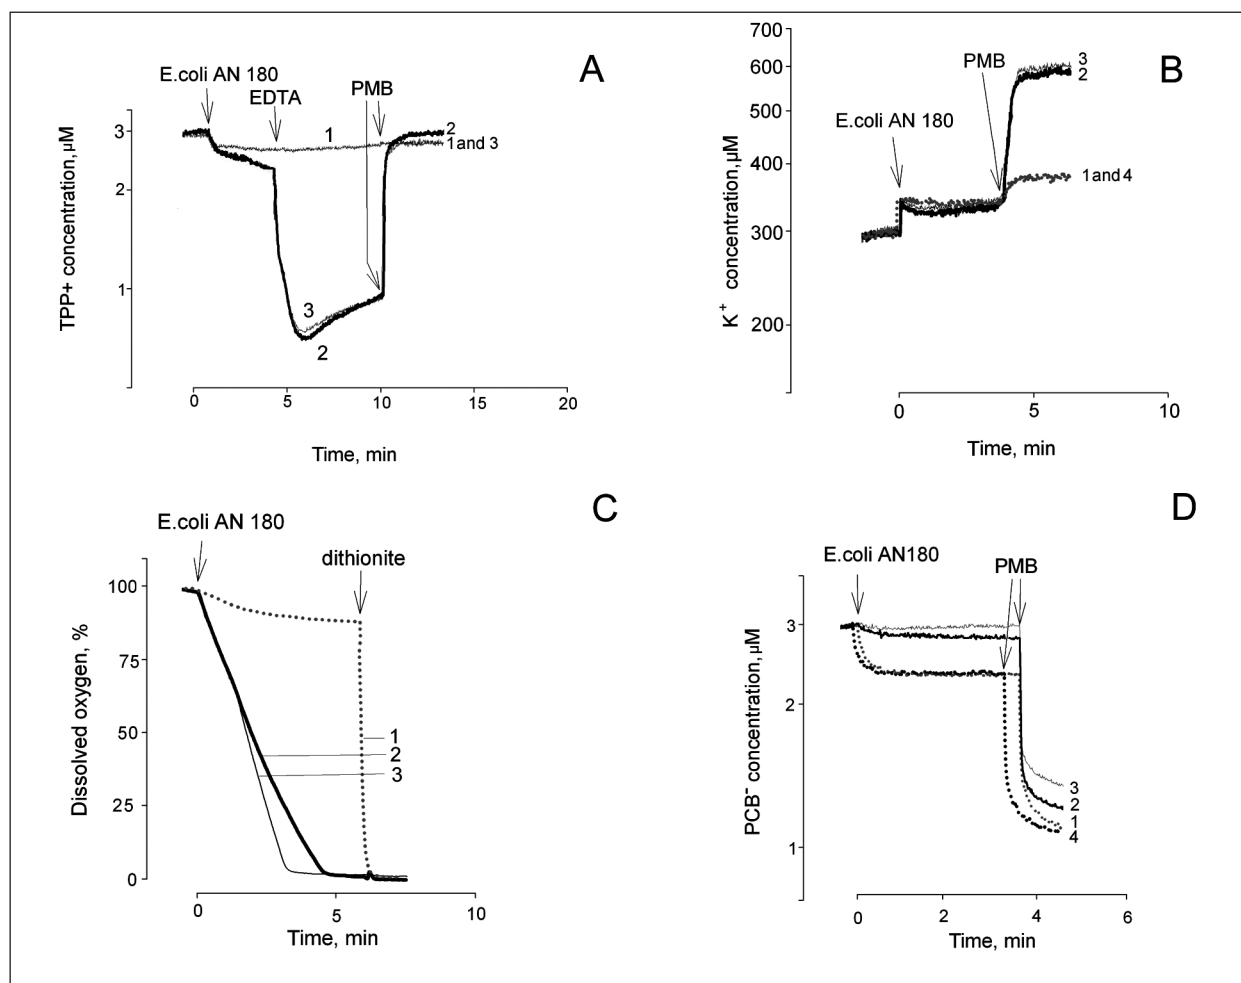 A
E.coli AN 180
EDTA
PMB
TPP+ concentration,µM
3
2
1
1
2
1 and 3
3
2
0
5
10
15
20
Time, min
B
700
600
500
400
300
200
K+ concentration,µM
PMB
E.coli AN 180
3
2
1 and 4
0
5
10
Time, min
C
E.coli AN 180
dithionite
Dissolved oxygen, %
100
75
50
25
0
1
2
3
0
5
10
Time, min
D
E.coli AN180
PMB
PCB- concentration,µM
3
2
1
3
2
1
4
0
2
4
6
Time, min